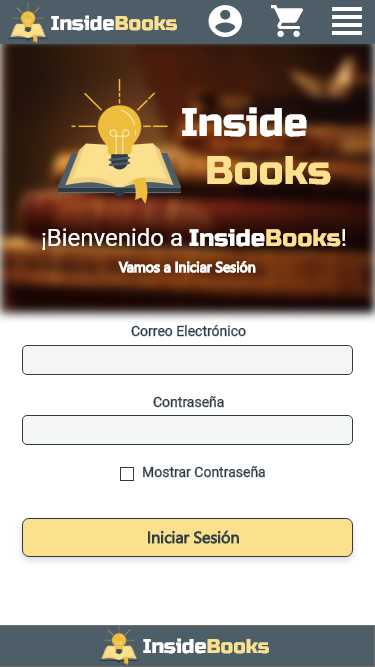 InsideBooks
Inside
Books
¡Bienvenido a InsideBooks!
Vamos a Iniciar Sesión
Correo Electrónico
Contraseña
Mostrar Contraseña
Iniciar Sesión
InsideBooks